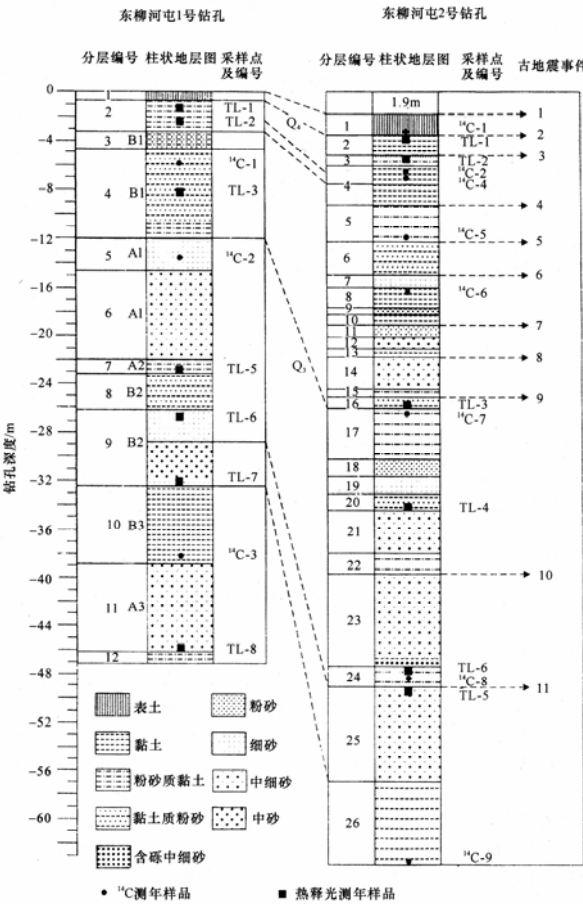 东柳河屯1号钻孔
东柳河屯2号钻孔
分层编号 柱状地层图 采样点及编号
分层编号 柱状地层图 采样点及编号 古地震事件
钻孔深度/m
0
-4
-8
-12
-16
-20
-24
-28
-32
-36
-40
-44
-48
-52
-56
-60
1
2 TL-1
TL-2
3 B1
¹⁴C-1
4 B1 TL-3
5 A1 ¹⁴C-2
6 A1
7 A2 TL-5
8 B2
TL-6
9 B2
TL-7
10 B3
¹⁴C-3
11 A3
TL-8
12
Q₄
Q₃
1.9m
1 ¹⁴C-1
2 TL-1
3 TL-2
¹⁴C-2
4 ¹⁴C-4
5 ¹⁴C-5
6
7
8 ¹⁴C-6
9
10
11
12
13
14
15
16 TL-3
17 ¹⁴C-7
18
19
20 TL-4
21
22
23
24 TL-6
¹⁴C-8
TL-5
25
26
¹⁴C-9
1
2
3
4
5
6
7
8
9
10
11
表土 粉砂
黏土 细砂
粉砂质黏土 中细砂
黏土质粉砂 中砂
含砾中细砂
¹⁴C测年样品 热释光测年样品